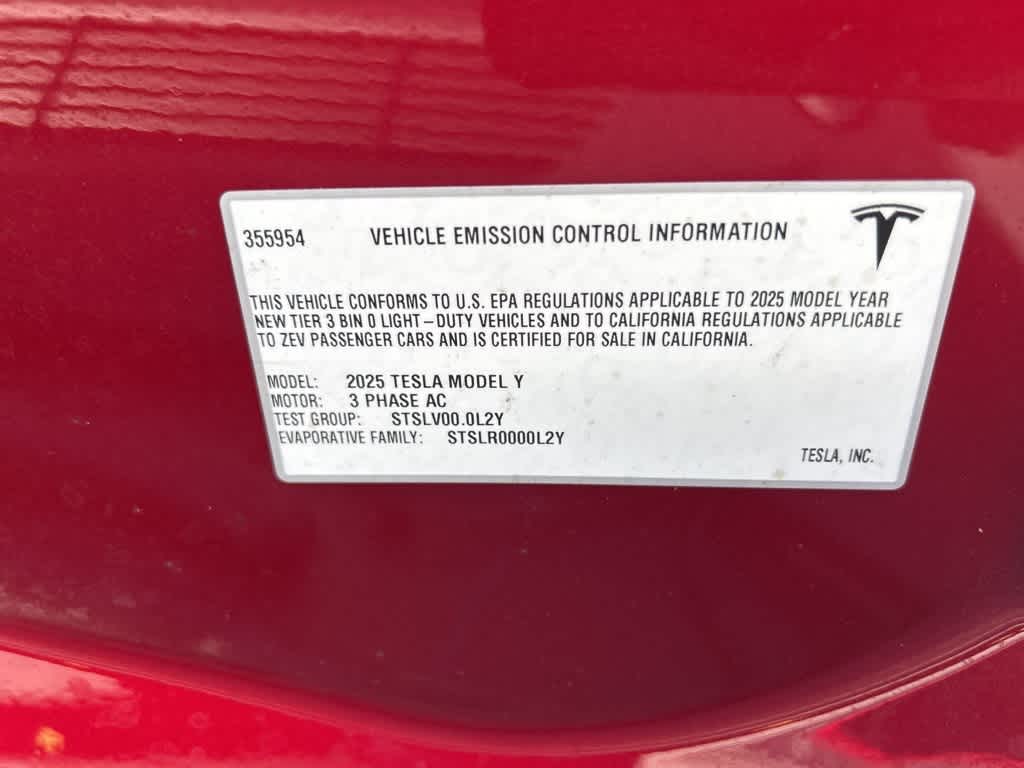 355954 VEHICLE EMISSION CONTROL INFORMATION
THIS VEHICLE CONFORMS TO U.S. EPA REGULATIONS APPLICABLE TO 2025 MODEL YEAR
NEW TIER 3 BIN 0 LIGHT-DUTY VEHICLES AND TO CALIFORNIA REGULATIONS APPLICABLE
TO ZEV PASSENGER CARS AND IS CERTIFIED FOR SALE IN CALIFORNIA.
MODEL: 2025 TESLA MODEL Y
MOTOR: 3 PHASE AC
TEST GROUP: STSLV00.0L2Y
EVAPORATIVE FAMILY: STSLR0000L2Y
TESLA, INC.